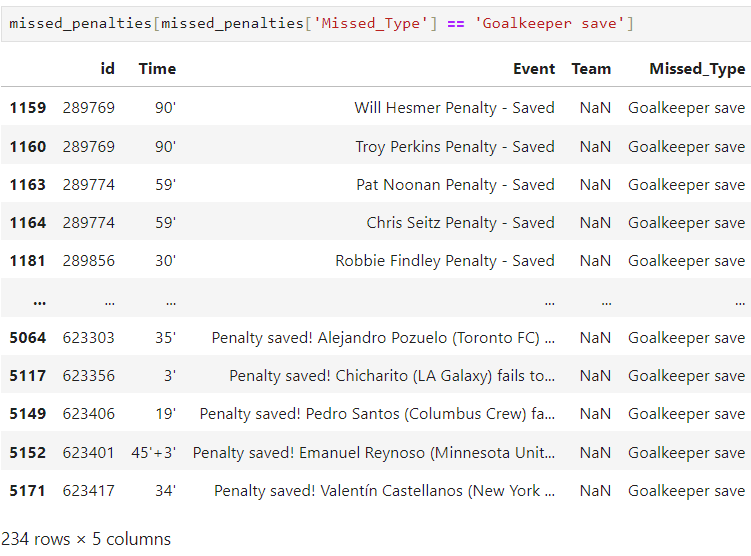 missed_penalties[missed_penalties['Missed_Type'] == 'Goalkeeper save']
id Time Event Team Missed_Type
1159 289769 90' Will Hesmer Penalty - Saved NaN Goalkeeper save
1160 289769 90' Troy Perkins Penalty - Saved NaN Goalkeeper save
1163 289774 59' Pat Noonan Penalty - Saved NaN Goalkeeper save
1164 289774 59' Chris Seitz Penalty - Saved NaN Goalkeeper save
1181 289856 30' Robbie Findley Penalty - Saved NaN Goalkeeper save
... ... ... ... ... ...
5064 623303 35' Penalty saved! Alejandro Pozuelo (Toronto FC) ... NaN Goalkeeper save
5117 623356 3' Penalty saved! Chicharito (LA Galaxy) fails to... NaN Goalkeeper save
5149 623406 19' Penalty saved! Pedro Santos (Columbus Crew) fa... NaN Goalkeeper save
5152 623401 45'+3' Penalty saved! Emanuel Reynoso (Minnesota Unit... NaN Goalkeeper save
5171 623417 34' Penalty saved! Valentín Castellanos (New York ... NaN Goalkeeper save
234 rows × 5 columns